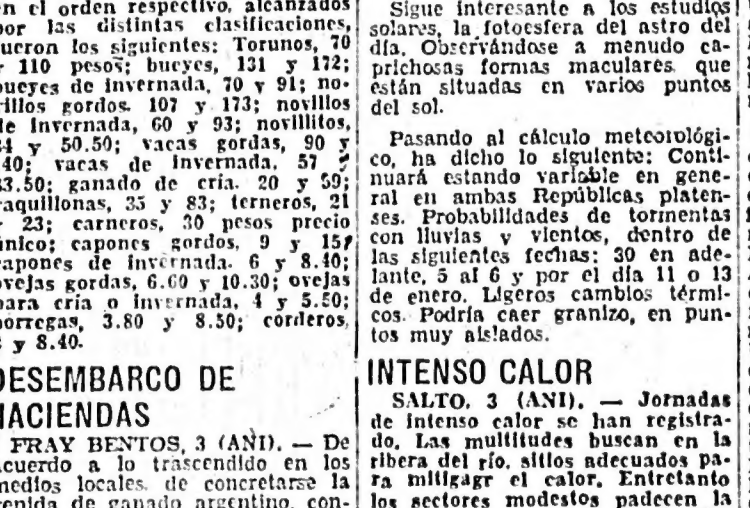 en el orden respectivo, alcanzados
por las distintas clasificaciones,
fueron los siguientes: Torunos, 70
y 110 pesos; bueyes, 131 y 172;
bueyes de invernada, 70 y 91; no-
villos gordos. 107 y 173; novillos
de invernada, 60 y 93; novillitos,
y 50.50; vacas gordas, 90 y
40; vacas de invernada, 57 y
3.50; ganado de cría. 20 y 59;
vaquillonas, 35 y 83; terneros, 21
23; carneros, 30 pesos precio
único; capones gordos, 9 y
capones de invernada. 6 y 8.40;
ovejas gordas, 6.60 y 10.30; ovejas
para cría o invernada, 4 y 5.50;
borregas, 3.80 y 8.50; corderos,
y 8.40.
DESEMBARCO DE
HACIENDAS
FRAY BENTOS, 3 (ANI). — De
acuerdo a lo trascendido en los
medios locales. de concretarse la
venida de ganado argentino, con-
Sigue interesante a los estudios
solares, la fotoesfera del astro del
día. Observándose a menudo ca-
prichosas formas maculares, que
están situadas en varios puntos
del sol.
Pasando al cálculo meteorológi-
co, ha dicho lo siguiente: Conti-
nuará estando variable en gene-
ral en ambas Repúblicas platen-
ses. Probabilidades de tormentas
con lluvias y vientos, dentro de
las siguientes fechas: 30 en ade-
lante, 5 al 6 y por el día 11 o 13
de enero. Ligeros cambios térmi-
cos. Podría caer granizo, en pun-
tos muy aislados.
INTENSO CALOR
SALTO, 3 (ANI). — Jornadas
de intenso calor se han registra-
do. Las multitudes buscan en la
ribera del río, sitios adecuados pa-
ra mitigagr el calor. Entretanto
los sectores modestos padecen la